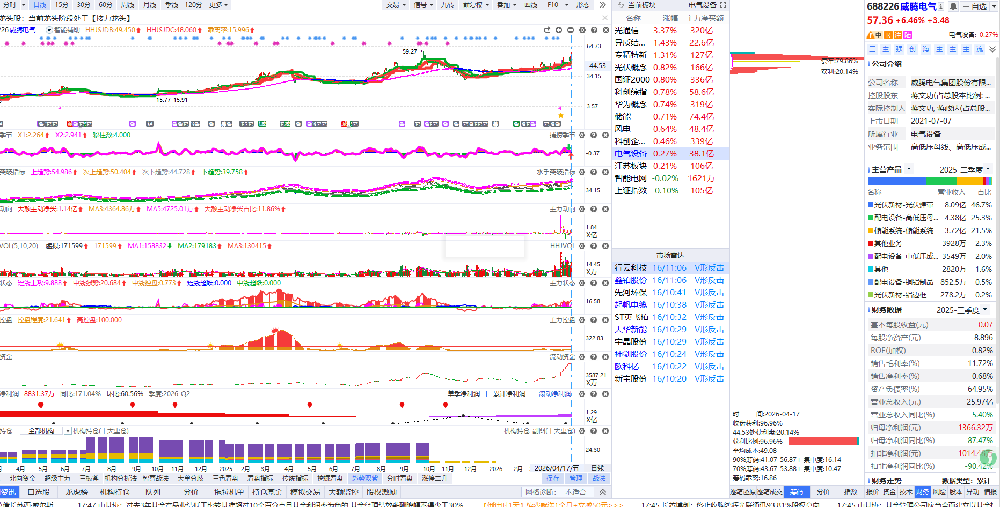 分时 日线 15分 30分 60分 周线 月线 季线 120分 更多 交易 信号 九转 前复权 叠加 画线 F10 形态
龙头股：当前龙头阶段处于【接力龙头】
226 威腾电气 智能辅助 HHJSJDB:49.450 HHJSJDC:48.060 乖离率:15.996
64.73
59.27
44.53
34.15
15.77-15.91
3.57
季节 X1:2.264 X2:2.941 彩柱数:4.000 捕捞季节
-0.37
突破指标 上趋势:54.986 次上趋势:50.404 次下趋势:44.728 下趋势:39.758 水手突破指标
34.15
动向 大额主动净买:1.14亿 MA3:4364.86万 MA5:4725.01万 大额主动净买占比:11.86% 主力动向
1.84
X亿
VOL(5,10,20) 虚拟:171599 171599 MA1:158832 MA2:179183 MA3:130415 HHJVOL
14.45
X万
状态 短线上攻:9.888 中线强势:20.684 中线控盘:0.773 短线超跌:0.000 中线超跌:0.000 主力状态
16.58
控盘 控盘程度:21.641 高控盘:100.000 主力控盘
322.83
资金 流动资金
3587.21
X万
净利润 8831.37万 同比:171.04% 环比:60.56% 季度:2026-Q2 单季净利润 | 累计净利润 | 滚动净利润
1.29
X亿
持仓 全部机构 机构持仓(十大重仓) 机构持仓-副图(十大重仓)
24.30
4月 5月 6月 7月 8月 9月 10月 11月 12月 2025 2月 3月 4月 5月 6月 7月 8月 9月 10月 11月 12月 2026 2月 2026/04/17/五 日线
北向资金 超级主力 三板斧 机构分析法 智尊战法 大单分歧 三色看盘 看盘指标 传统指标 挖掘看盘 趋势双紫 分时看盘 涨停二升 保存 管理 战法
资讯 自选股 龙虎榜 机构持仓 队列 分价 拖拉机单 持仓基金 模拟交易 大额监控 股权激励 网格诊断： 不适合
当前板块 电气设备
名称 涨幅 主力净买额
光通信 3.37% 320亿
异质结... 1.43% 22.6亿
专精特新 1.31% 127亿
光伏概念 0.82% 166亿
国证2000 0.80% 336亿
科创综指 0.78% 58.6亿
华为概念 0.74% 319亿
储能 0.71% 74.4亿
风电 0.64% 48.4亿
科创企... 0.46% 339亿
电气设备 0.27% 38.1亿
江苏板块 0.21% 106亿
智能电网 -0.02% 1621万
上证指数 -0.10% 105亿
市场雷达
行云科技 16/11:06 V形反击
鑫铂股份 16/11:06 V形反击
先河环保 16/10:41 V形反击
起帆电缆 16/10:38 V形反击
ST英飞拓 16/10:32 V形反击
天华新能 16/10:29 V形反击
宇晶股份 16/10:29 V形反击
神剑股份 16/10:24 V形反击
欧科亿 16/10:22 V形反击
新宝股份 16/10:20 V形反击
套牢:79.86%
获利:20.14%
时 间:2026-04-17
收盘获利:96.96%
44.53处获利盘:20.14%
获利比例:96.96%
平均成本:49.08
90%筹码:41.07-56.87+ 集中度:16.14
70%筹码:43.67-53.88+ 集中度:10.47
筹码乖离:16.86
逐笔还原 逐笔成交 筹码 分价 指数
688226 威腾电气 自选
57.36 +6.46% +3.48
中 R 注 陆 电气设备: 0.27%
三 主 强 创 海 主 主 主 流
公司介绍
公司名称 威腾电气集团股份有限...
控股股东 蒋文功(占总股本比例: ...
实际控制人 蒋文功, 蒋政达(占总股...
上市日期 2021-07-07
所属行业 电气设备
业务范围 高低压母线、高低压成...
主营产品 2025-二季度
名称 营业收入 占比
光伏新材-光伏焊带 8.09亿 46.7%
配电设备-高低压母... 4.38亿 25.3%
储能系统-储能系统 3.72亿 21.5%
其他业务 3928万 2.3%
配电设备-中低压成... 3549万 2.0%
其他 2820万 1.6%
配电设备-铜铝制品 852.5万 0.5%
光伏新材-铝边框 278.2万 0.2%
财务数据 2025-三季度
基本每股收益(元) 0.07
每股净资产(元) 8.896
ROE(加权) 0.82%
销售毛利率(%) 11.72%
销售净利率(%) 0.68%
资产负债率(%) 64.95%
营业总收入(元) 25.97亿
营业总收入同比(%) -5.40%
归母净利润(元) 1366.32万
归母净利润同比(%) -87.47%
扣非净利润(元) 1014.48万
扣非净利润同比(%) -90.42%
财务走势 数据类型：累计
报价 资金 技术 财务 风险 股本 异动 情报
幕僚长苏西·威尔斯 17:47 中基协：过去3年基金产品业绩低于比较基准超过10个百分点且基金利润率为负的 基金经理绩效薪酬降幅不得少于30% 【倒计时1天】续费就送1个月+立减50元>>> 17:45 长芯博创：终止收购鸿辉光联通讯93.81%股权意向 17:45 中基协：基金管理公司应当全面建立以基金